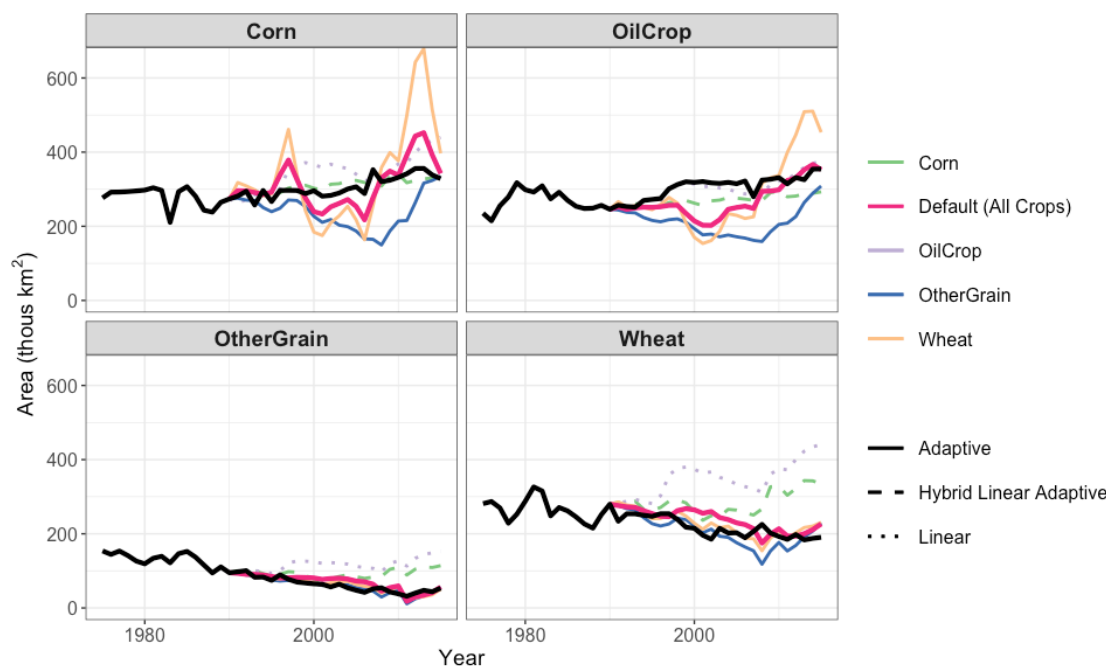 Corn
OilCrop
600
400
200
0
OtherGrain
Wheat
600
400
200
0
1980
2000
1980
2000
Year
Area (thous km²)
Corn
Default (All Crops)
OilCrop
OtherGrain
Wheat
Adaptive
Hybrid Linear Adaptive
Linear